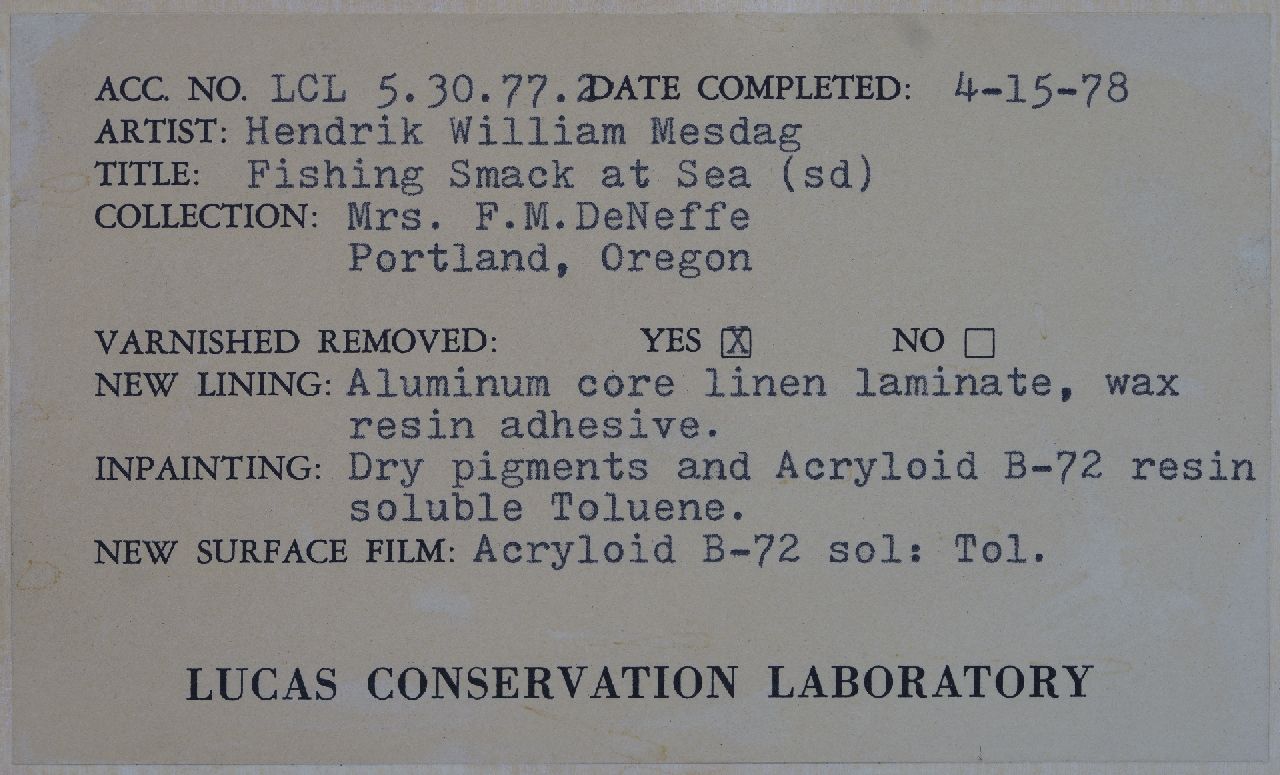 ACC. NO. LCL 5.30.77.2 DATE COMPLETED: 4-15-78
ARTIST: Hendrik William Mesdag
TITLE: Fishing Smack at Sea (sd)
COLLECTION: Mrs. F.M.DeNeffe
Portland, Oregon
VARNISHED REMOVED: YES ☒ NO ☐
NEW LINING: Aluminum core linen laminate, wax
resin adhesive.
INPAINTING: Dry pigments and Acryloid B-72 resin
soluble Toluene.
NEW SURFACE FILM: Acryloid B-72 sol: Tol.
LUCAS CONSERVATION LABORATORY